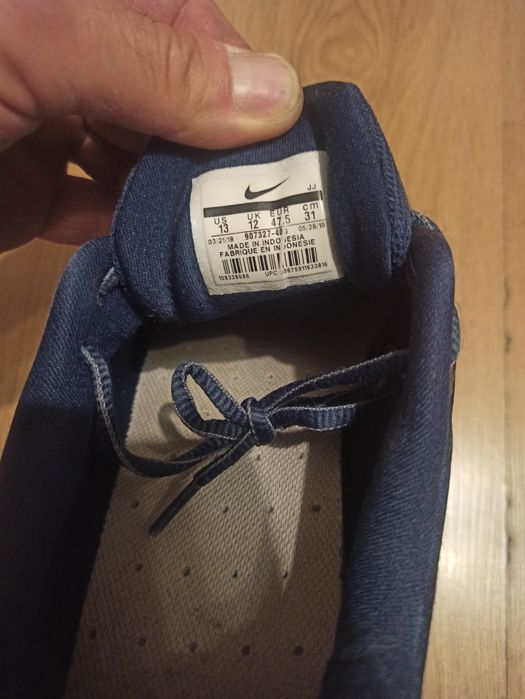 JJ
US UK EUR cm
13 12 47.5 31
03/21/18 907327-40 05/28/18
MADE IN INDONESIA
FABRIQUE EN INDONESIE
UPC